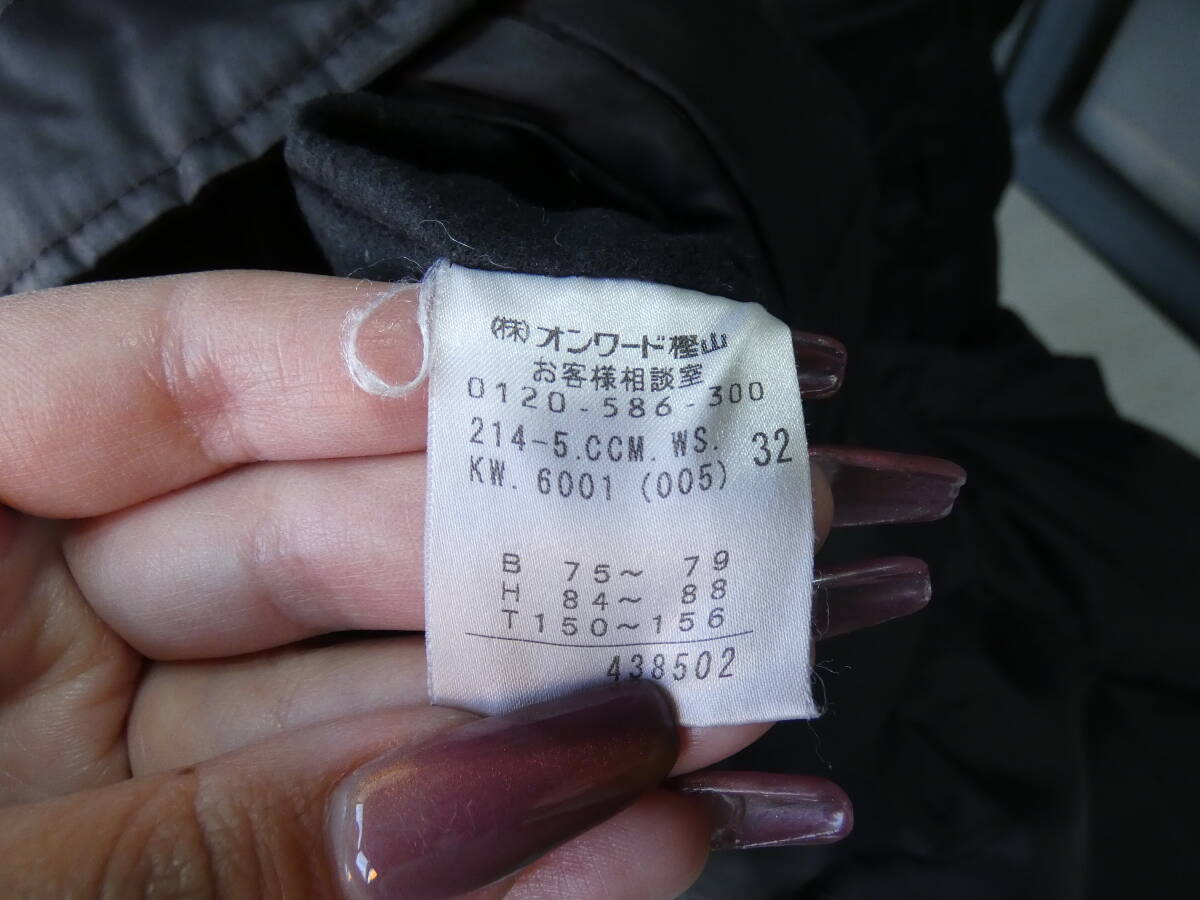 (株)オンワード樫山
お客様相談室
0120-586-300
214-5.CCM.WS. 32
KW. 6001 (005)
B 75～ 79
H 84～ 88
T150～156
438502